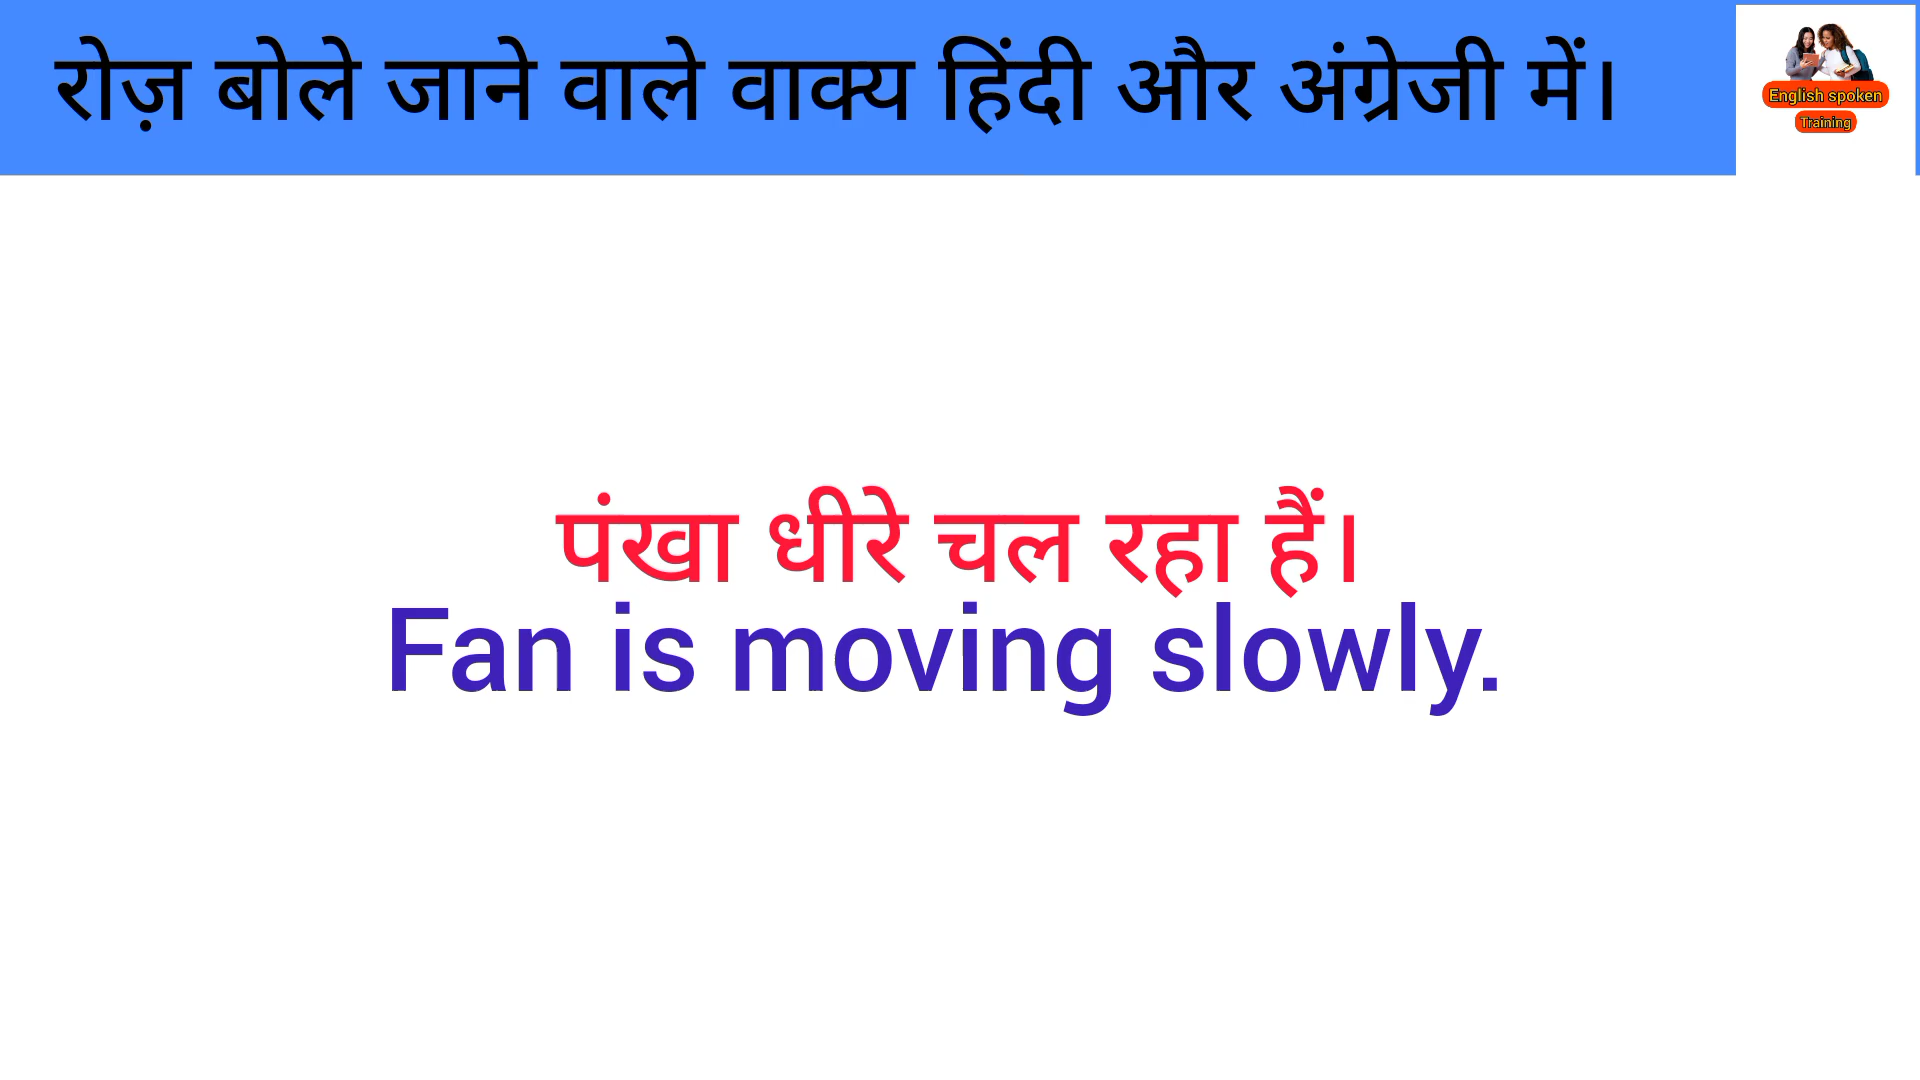 रोज़ बोले जाने वाले वाक्य हिंदी और अंग्रेजी में।
English spoken
Training
पंखा धीरे चल रहा हैं।
Fan is moving slowly.